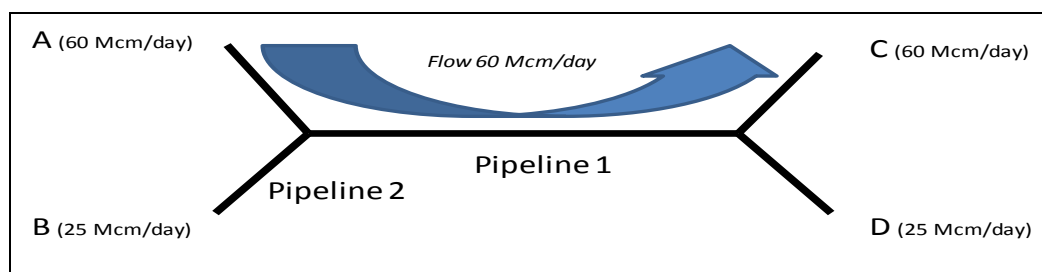 A (60 Mcm/day)
C (60 Mcm/day)
Flow 60 Mcm/day
Pipeline 1
Pipeline 2
B (25 Mcm/day)
D (25 Mcm/day)